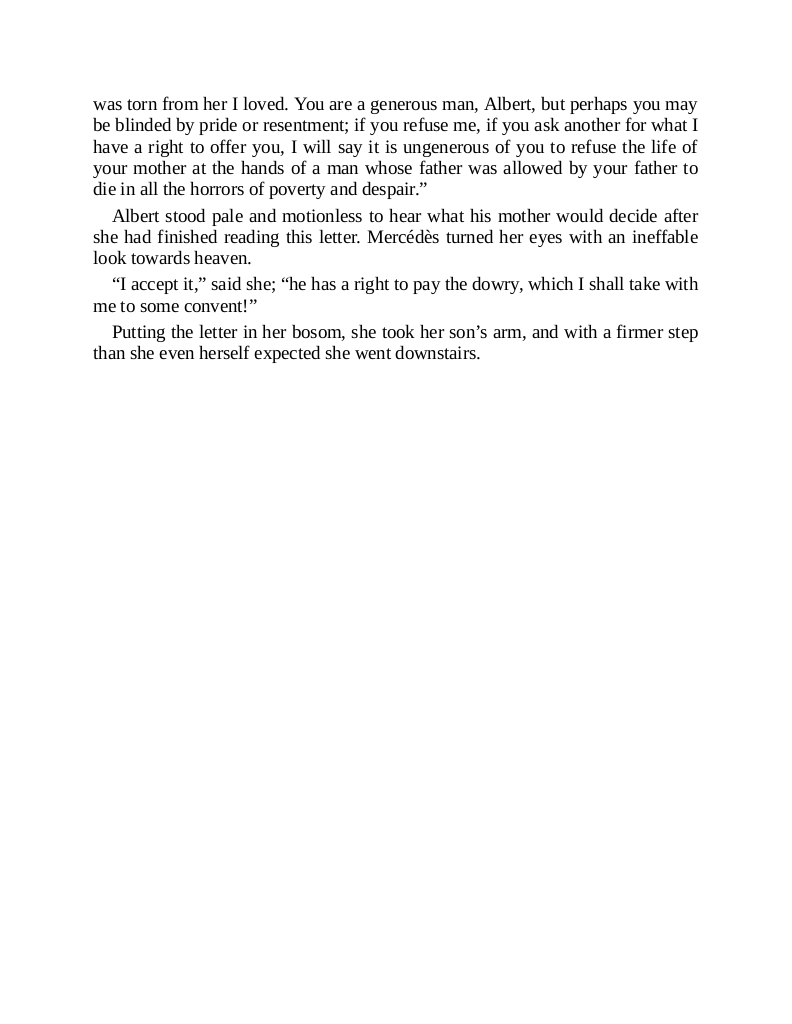 was torn from her I loved. You are a generous man, Albert, but perhaps you may
be blinded by pride or resentment; if you refuse me, if you ask another for what I
have a right to offer you, I will say it is ungenerous of you to refuse the life of
your mother at the hands of a man whose father was allowed by your father to
die in all the horrors of poverty and despair.”
Albert stood pale and motionless to hear what his mother would decide after
she had finished reading this letter. Mercédès turned her eyes with an ineffable
look towards heaven.
“I accept it,” said she; “he has a right to pay the dowry, which I shall take with
me to some convent!”
Putting the letter in her bosom, she took her son’s arm, and with a firmer step
than she even herself expected she went downstairs.